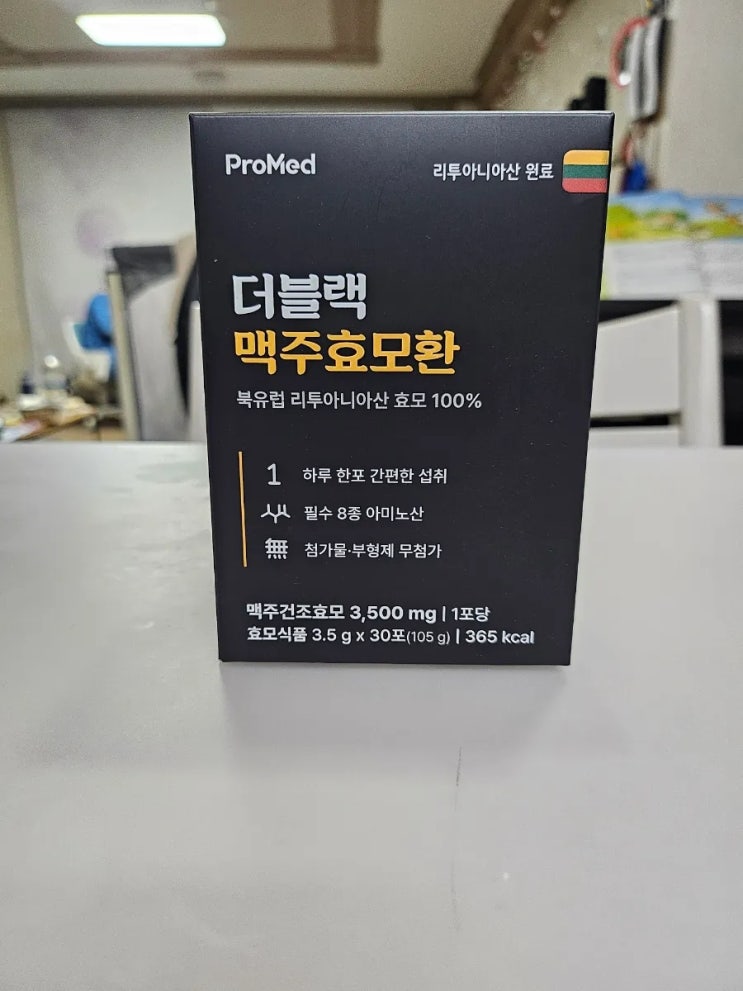 ProMed
리투아니아산 원료
더블랙
맥주효모환
북유럽 리투아니아산 효모 100%
1 하루 한포 간편한 섭취
필수 8종 아미노산
無 첨가물·부형제 무첨가
맥주건조효모 3,500 mg | 1포당
효모식품 3.5 g x 30포(105 g) | 365 kcal